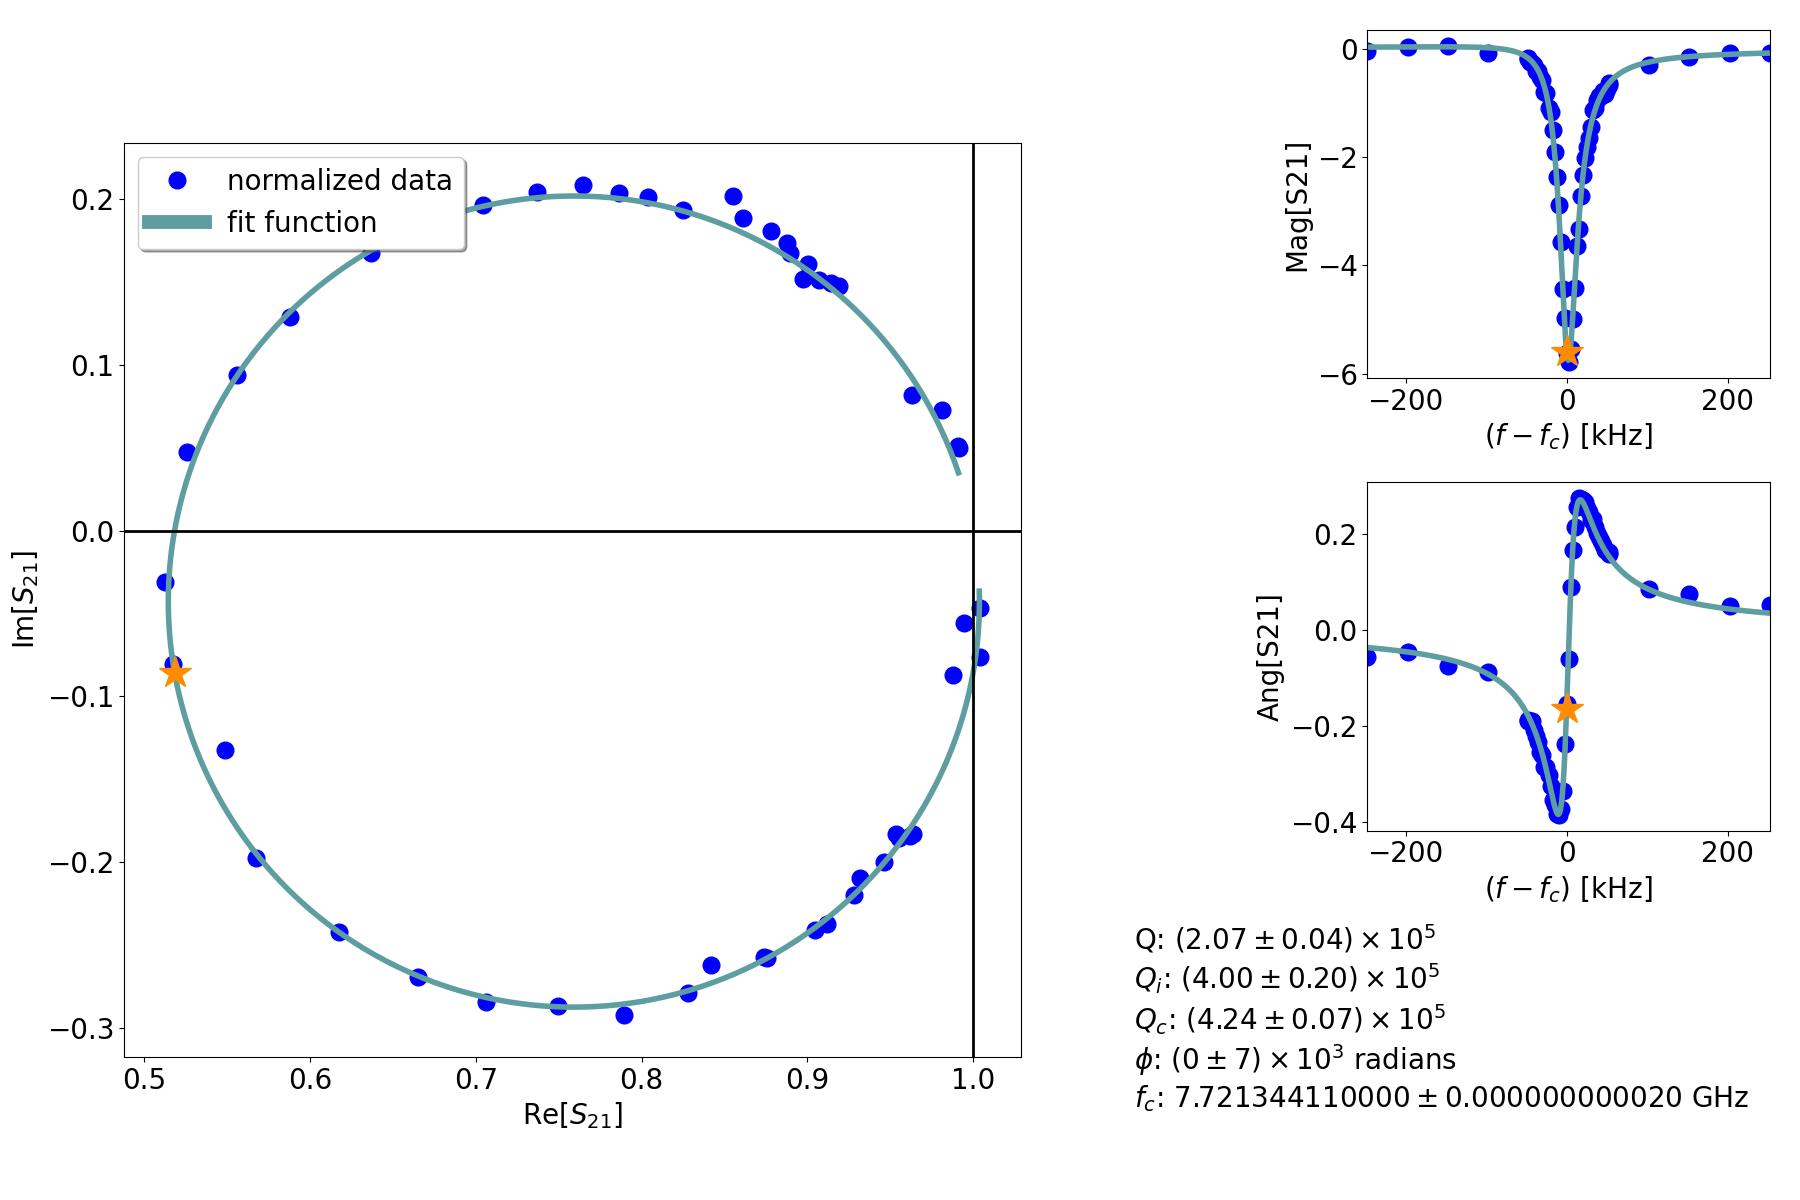 normalized data
fit function
0.2
0.1
0.0
−0.1
−0.2
−0.3
Im[S21]
0.5 0.6 0.7 0.8 0.9 1.0
Re[S21]
0
−2
−4
−6
Mag[S21]
−200 0 200
(f − fc) [kHz]
0.2
0.0
−0.2
−0.4
Ang[S21]
−200 0 200
(f − fc) [kHz]
Q: (2.07 ± 0.04) × 10^5
Qi: (4.00 ± 0.20) × 10^5
Qc: (4.24 ± 0.07) × 10^5
ϕ: (0 ± 7) × 10^3 radians
fc: 7.721344110000 ± 0.000000000020 GHz